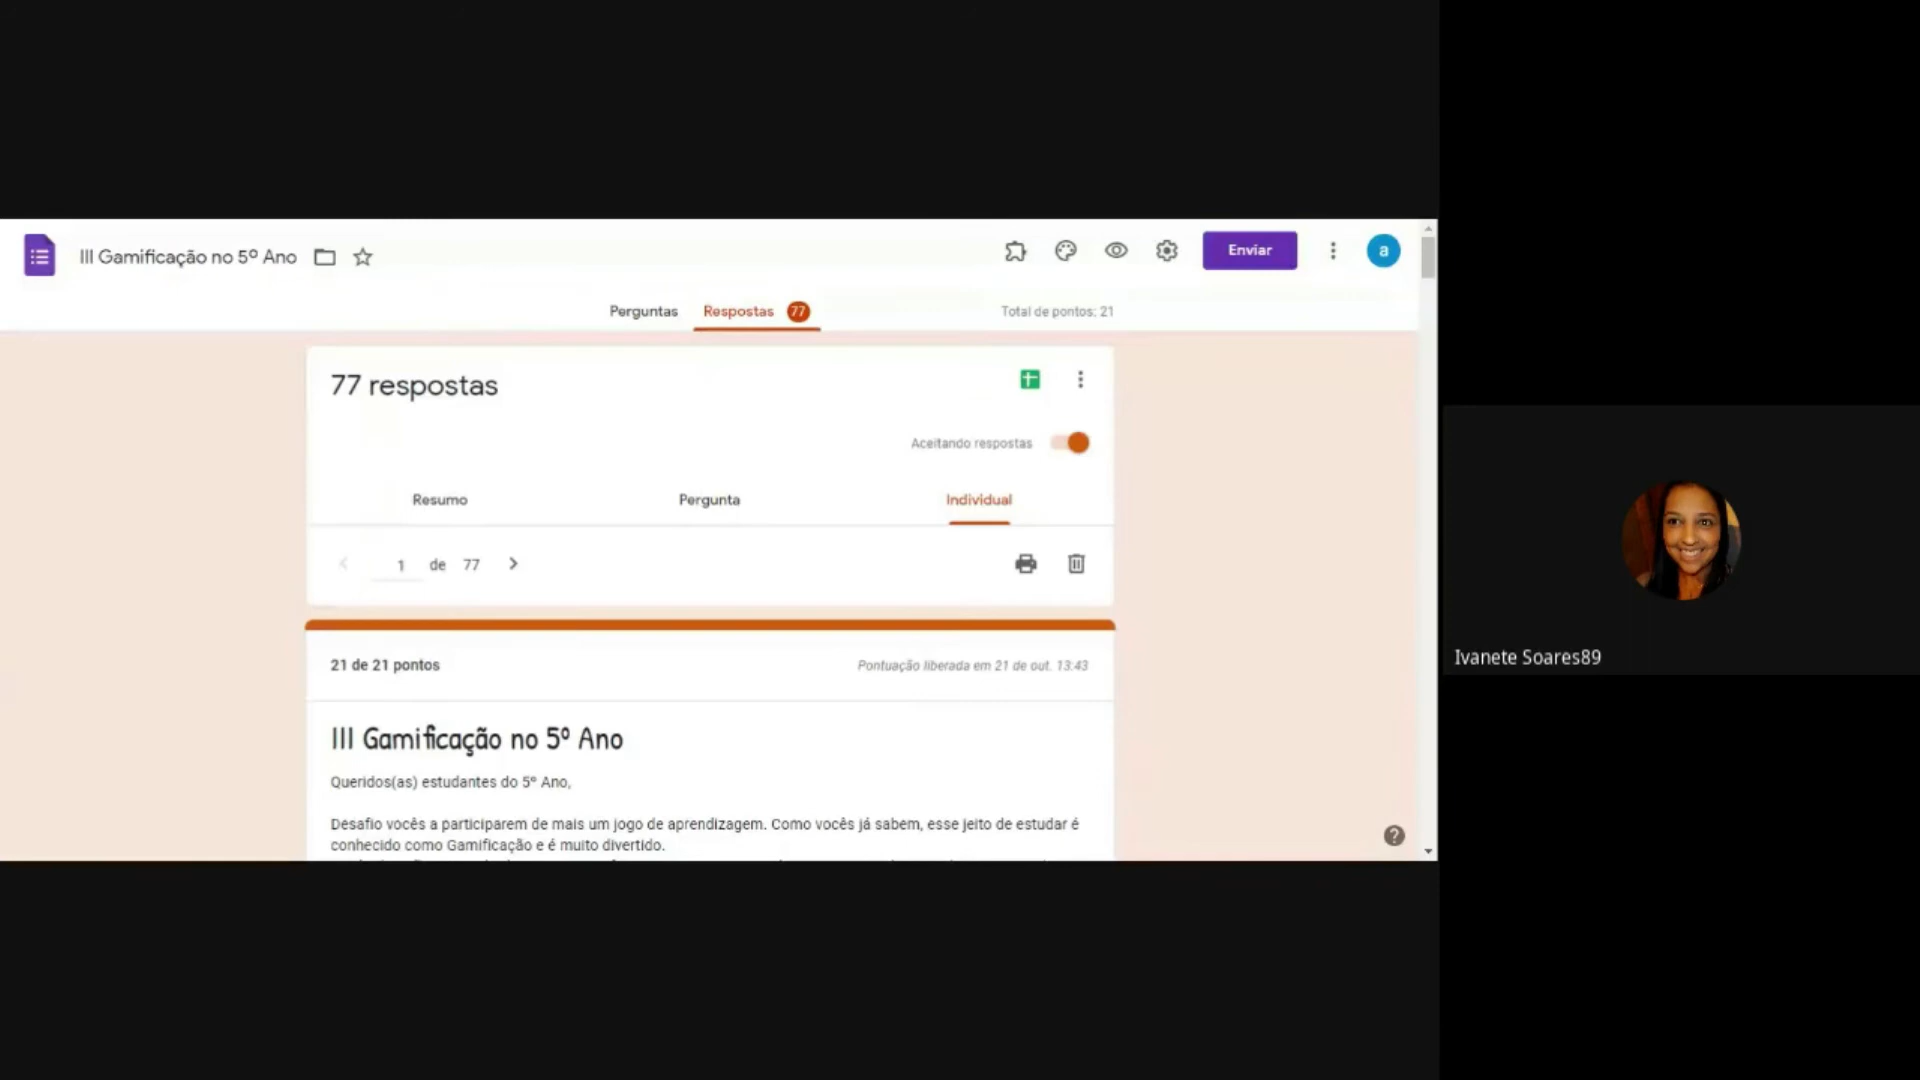 III Gamificação no 5º Ano
Enviar
a
Perguntas
Respostas 77
Total de pontos: 21
77 respostas
Aceitando respostas
Resumo
Pergunta
Individual
1 de 77
21 de 21 pontos
Pontuação liberada em 21 de out. 13:43
III Gamificação no 5º Ano
Queridos(as) estudantes do 5º Ano,
Desafio vocês a participarem de mais um jogo de aprendizagem. Como vocês já sabem, esse jeito de estudar é
conhecido como Gamificação e é muito divertido.
Ivanete Soares89